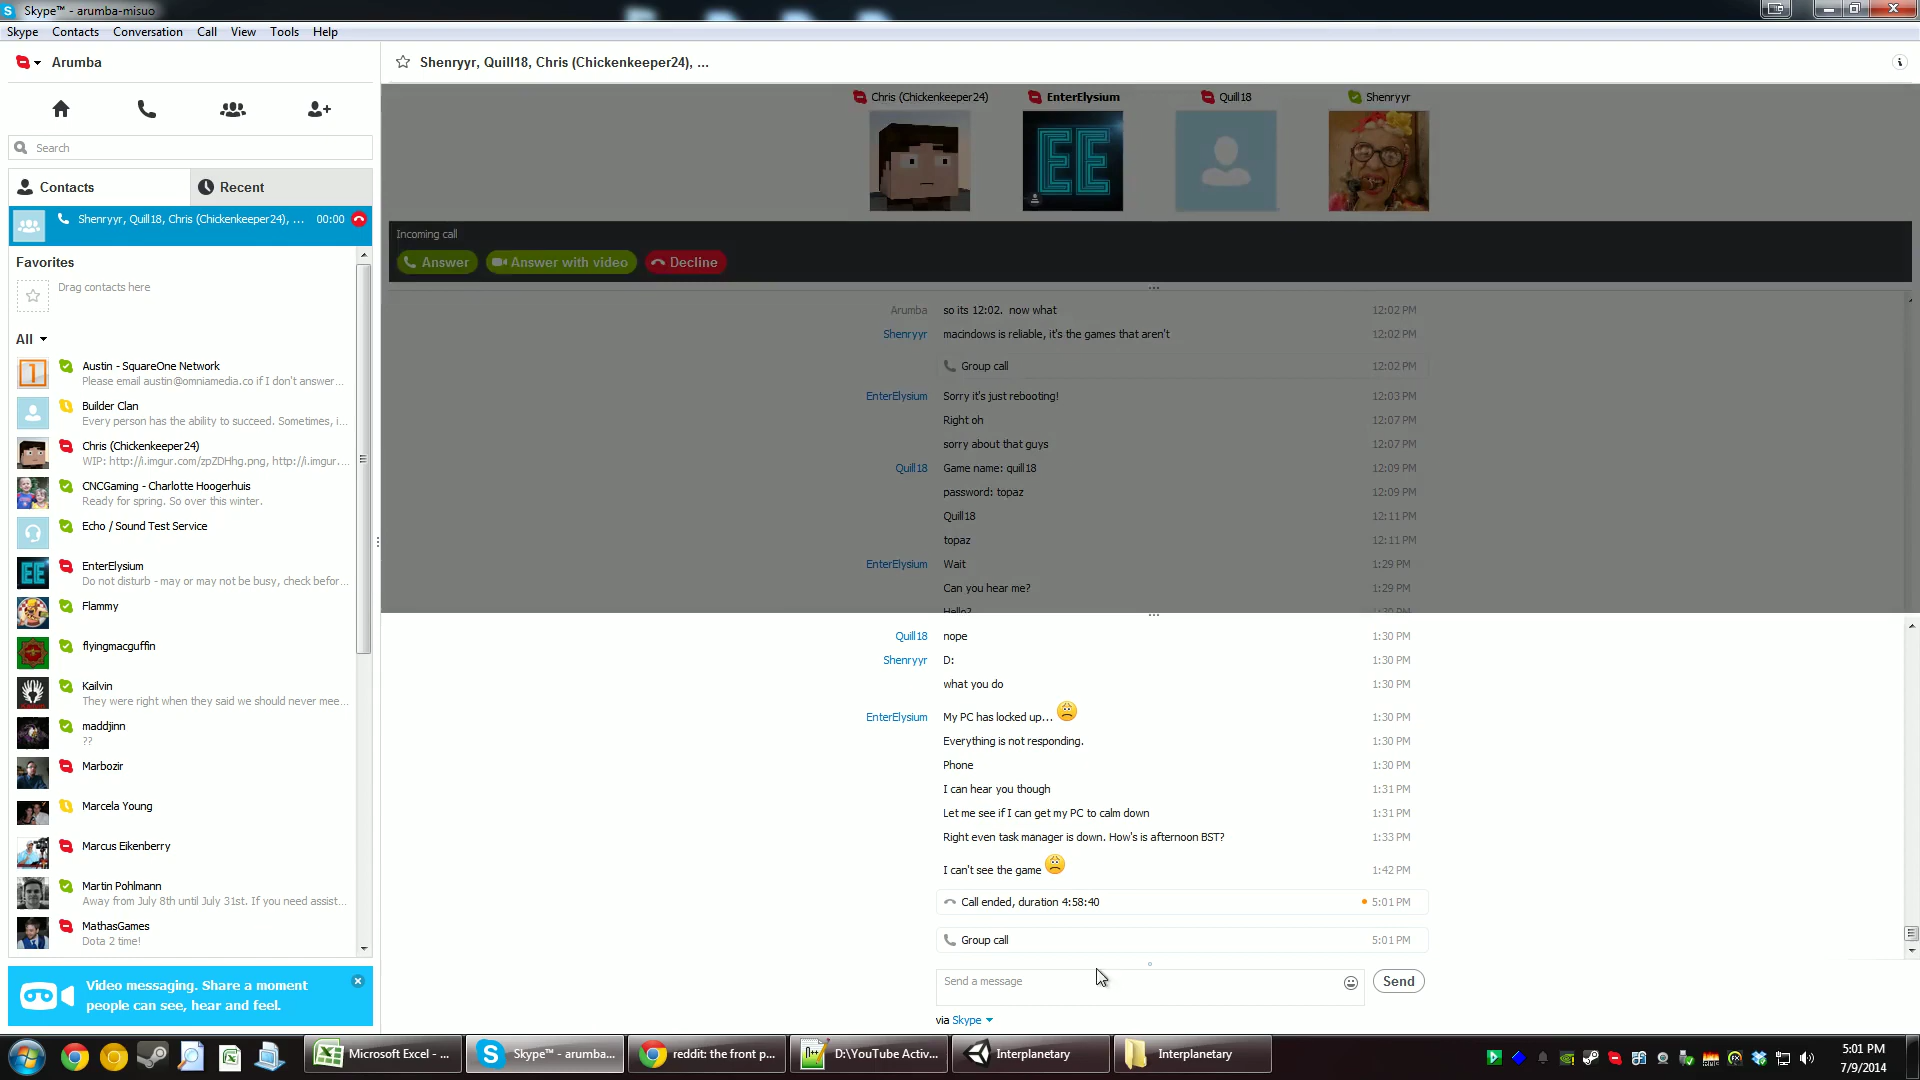 Skype™ - arumba-misuo
Skype Contacts Conversation Call View Tools Help
Arumba
Search
Contacts
Recent
Shenryyr, Quill18, Chris (Chickenkeeper24), ... 00:00
Favorites
Drag contacts here
All
Austin - SquareOne Network
Please email austin@omniamedia.co if I don't answer...
Builder Clan
Every person has the ability to succeed. Sometimes, i...
Chris (Chickenkeeper24)
WIP: http://i.imgur.com/zpZDHhg.png, http://i.imgur....
CNCGaming - Charlotte Hoogerhuis
Ready for spring. So over this winter.
Echo / Sound Test Service
EnterElysium
Do not disturb - may or may not be busy, check befor...
Flammy
flyingmacguffin
Kailvin
They were right when they said we should never mee...
maddjinn
??
Marbozir
Marcela Young
Marcus Eikenberry
Martin Pohlmann
Away from July 8th until July 31st. If you need assist...
MathasGames
Dota 2 time!
Video messaging. Share a moment
people can see, hear and feel.
Shenryyr, Quill18, Chris (Chickenkeeper24), ...
Chris (Chickenkeeper24)
EnterElysium
EE
Quill18
Shenryyr
Incoming call
Answer
Answer with video
Decline
Arumba so its 12:02. now what 12:02 PM
Shenryyr macindows is reliable, it's the games that aren't 12:02 PM
Group call 12:02 PM
EnterElysium Sorry it's just rebooting! 12:03 PM
Right oh 12:07 PM
sorry about that guys 12:07 PM
Quill18 Game name: quill18 12:09 PM
password: topaz 12:09 PM
Quill18 12:11 PM
topaz 12:11 PM
EnterElysium Wait 1:29 PM
Can you hear me? 1:29 PM
Hello? 1:30 PM
Quill18 nope 1:30 PM
Shenryyr D: 1:30 PM
what you do 1:30 PM
EnterElysium My PC has locked up... 1:30 PM
Everything is not responding. 1:30 PM
Phone 1:30 PM
I can hear you though 1:31 PM
Let me see if I can get my PC to calm down 1:31 PM
Right even task manager is down. How's is afternoon BST? 1:33 PM
I can't see the game 1:42 PM
Call ended, duration 4:58:40 5:01 PM
Group call 5:01 PM
Send a message
Send
via Skype
Microsoft Excel - ...
Skype™ - arumba...
reddit: the front p...
D:\YouTube Activ...
Interplanetary
Interplanetary
5:01 PM
7/9/2014